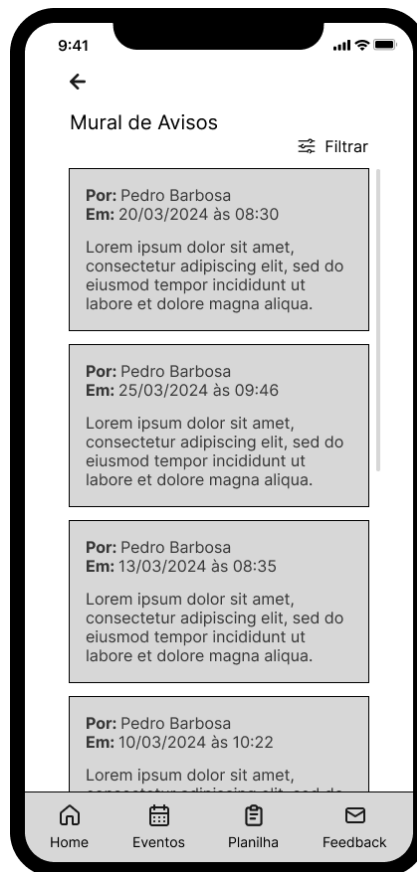 9:41
Mural de Avisos
Filtrar
Por: Pedro Barbosa
Em: 20/03/2024 às 08:30
Lorem ipsum dolor sit amet,
consectetur adipiscing elit, sed do
eiusmod tempor incididunt ut
labore et dolore magna aliqua.
Por: Pedro Barbosa
Em: 25/03/2024 às 09:46
Lorem ipsum dolor sit amet,
consectetur adipiscing elit, sed do
eiusmod tempor incididunt ut
labore et dolore magna aliqua.
Por: Pedro Barbosa
Em: 13/03/2024 às 08:35
Lorem ipsum dolor sit amet,
consectetur adipiscing elit, sed do
eiusmod tempor incididunt ut
labore et dolore magna aliqua.
Por: Pedro Barbosa
Em: 10/03/2024 às 10:22
Lorem ipsum dolor sit amet,
Home
Eventos
Planilha
Feedback